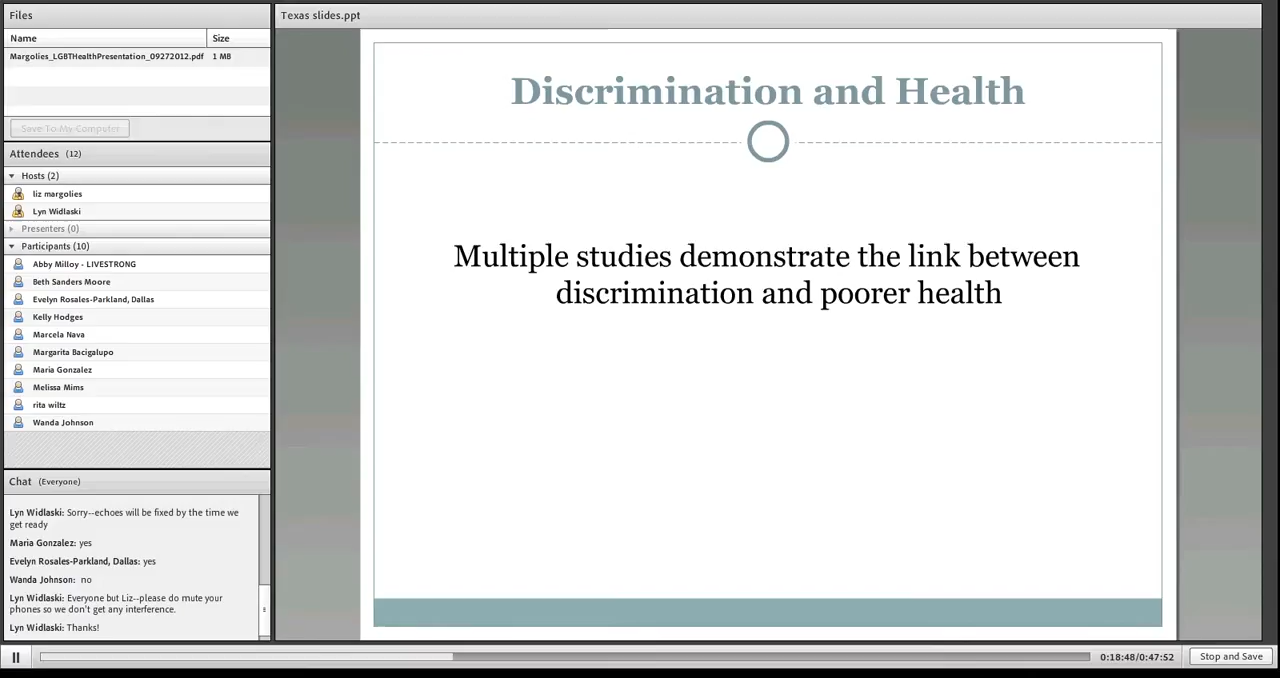 Files
Name Size
Margolies_LGBTHealthPresentation_09272012.pdf 1 MB
Save To My Computer
Attendees (12)
Hosts (2)
liz margolies
Lyn Widlaski
Presenters (0)
Participants (10)
Abby Milloy - LIVESTRONG
Beth Sanders Moore
Evelyn Rosales-Parkland, Dallas
Kelly Hodges
Marcela Nava
Margarita Bacigalupo
Maria Gonzalez
Melissa Mims
rita wiltz
Wanda Johnson
Chat (Everyone)
Lyn Widlaski: Sorry--echoes will be fixed by the time we
get ready
Maria Gonzalez: yes
Evelyn Rosales-Parkland, Dallas: yes
Wanda Johnson: no
Lyn Widlaski: Everyone but Liz--please do mute your
phones so we don't get any interference.
Lyn Widlaski: Thanks!
Texas slides.ppt
Discrimination and Health
Multiple studies demonstrate the link between
discrimination and poorer health
0:18:48/0:47:52
Stop and Save